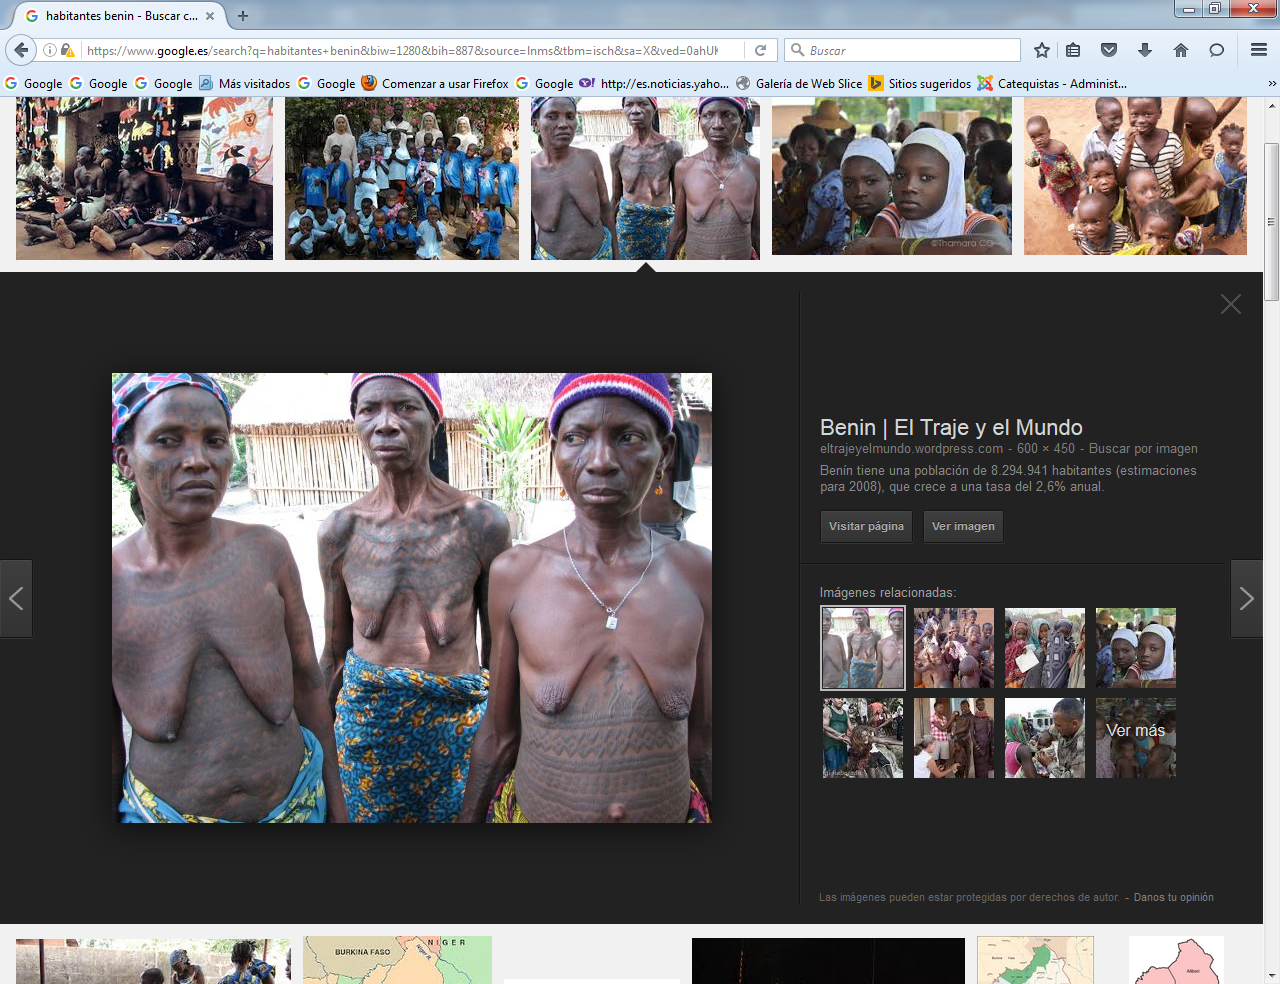 habitantes benin - Buscar c...
https://www.google.es/search?q=habitantes+benin&biw=1280&bih=887&source=lnms&tbm=isch&sa=X&ved=0ahUK
Buscar
Google
Google
Google
Más visitados
Google
Comenzar a usar Firefox
Google
http://es.noticias.yaho...
Galería de Web Slice
Sitios sugeridos
Catequistas - Administ...
©Thamara CG
Benin | El Traje y el Mundo
eltrajeyelmundo.wordpress.com - 600 × 450 - Buscar por imagen
Benín tiene una población de 8.294.941 habitantes (estimaciones
para 2008), que crece a una tasa del 2,6% anual.
Visitar página
Ver imagen
Imágenes relacionadas:
Ver más
Las imágenes pueden estar protegidas por derechos de autor. - Danos tu opinión
BURKINA FASO
NIGER
Niger R.
Alibori